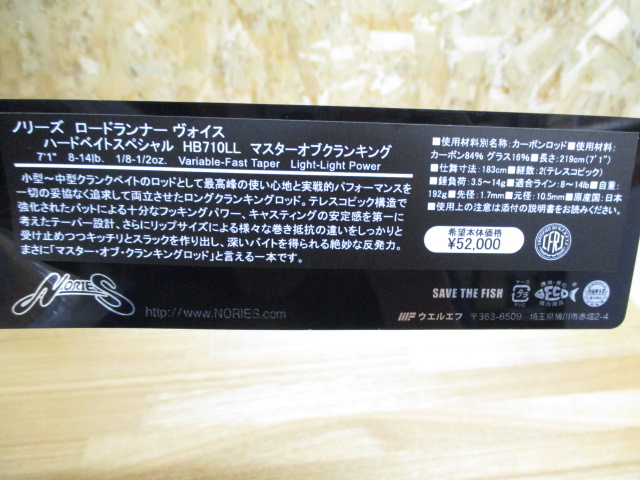 ノリーズ ロードランナー ヴォイス
ハードベイトスペシャル HB710LL マスターオブクランキング
7'1" 8-14lb. 1/8-1/2oz. Variable-Fast Taper Light-Light Power
小型〜中型クランクベイトのロッドとして最高峰の使い心地と実戦的パフォーマンスを
一切の妥協なく追求して両立させたロングクランキングロッド。テレスコピック構造で
強化されたバットによる十分なフッキングパワー、キャスティングの安定感を第一に
考えたテーパー設計、さらにリップサイズによる様々な巻き抵抗の違いをしっかりと
受け止めつつキッチリとスラックを作り出し、深いバイトを得られる絶妙な反発力。
まさに「マスター・オブ・クランキングロッド」と言える一本です。
NORIES
http://www.NORIES.com
■使用材料別名称:カーボンロッド■使用材料:
カーボン84% グラス16%■長さ:219cm(7'1")
■仕舞寸法:183cm■継数:2(テレスコピック)
■錘負荷:3.5〜14g■適合ライン:8〜14lb■自重:
192g■先径:1.7mm■元径:10.5mm■原産国:日本
■使用上の注意は添付の説明書をお読みください。
希望本体価格
¥52,000
SAVE THE FISH
ECO
ウエルエフ 〒363-8509 埼玉県桶川市赤堀2-4